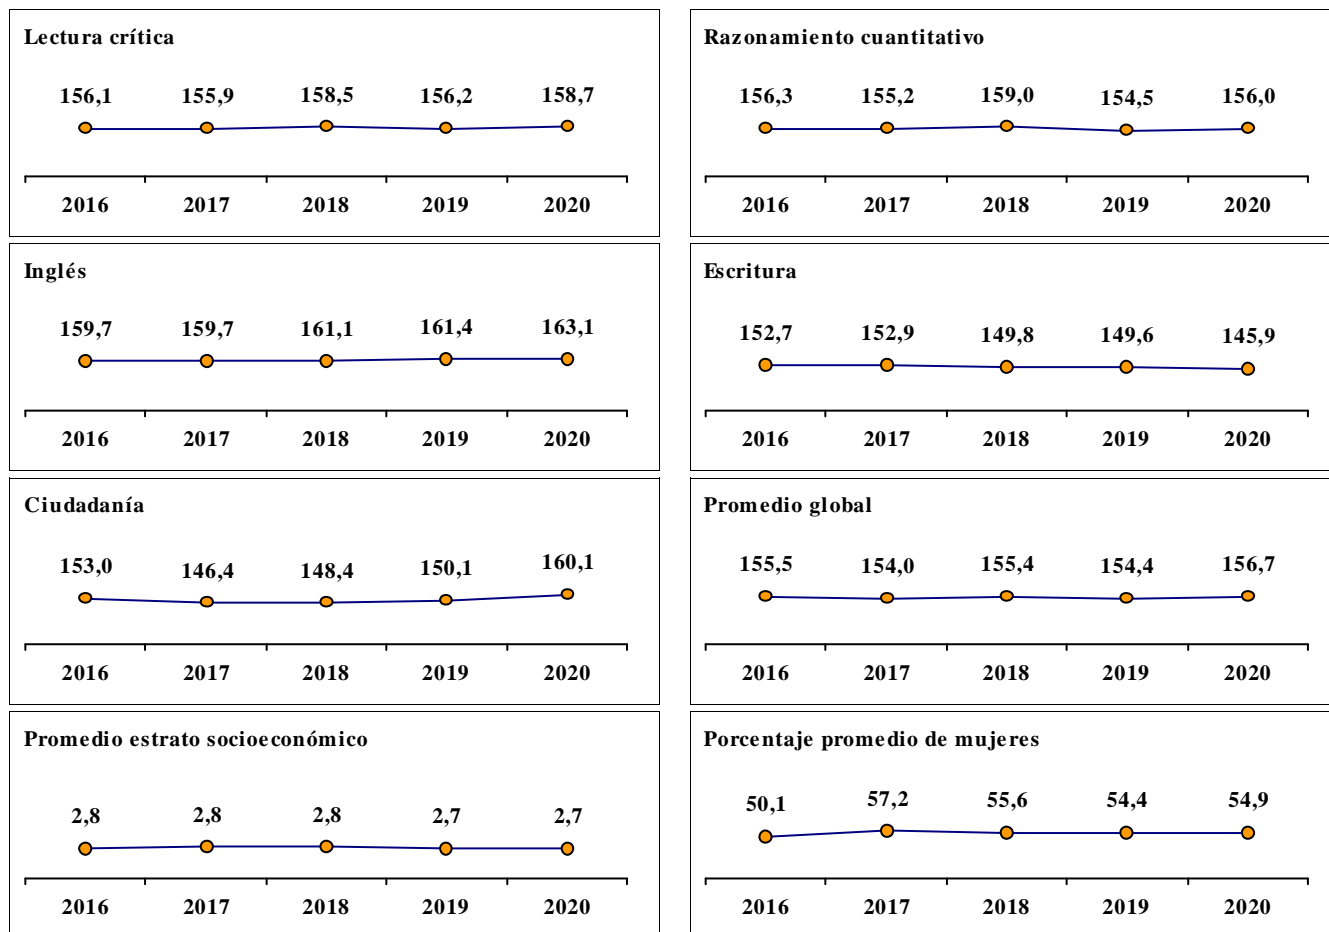 Lectura crítica
156,1 155,9 158,5 156,2 158,7
2016 2017 2018 2019 2020
Razonamiento cuantitativo
156,3 155,2 159,0 154,5 156,0
2016 2017 2018 2019 2020
Inglés
159,7 159,7 161,1 161,4 163,1
2016 2017 2018 2019 2020
Escritura
152,7 152,9 149,8 149,6 145,9
2016 2017 2018 2019 2020
Ciudadanía
153,0 146,4 148,4 150,1 160,1
2016 2017 2018 2019 2020
Promedio global
155,5 154,0 155,4 154,4 156,7
2016 2017 2018 2019 2020
Promedio estrato socioeconómico
2,8 2,8 2,8 2,7 2,7
2016 2017 2018 2019 2020
Porcentaje promedio de mujeres
50,1 57,2 55,6 54,4 54,9
2016 2017 2018 2019 2020